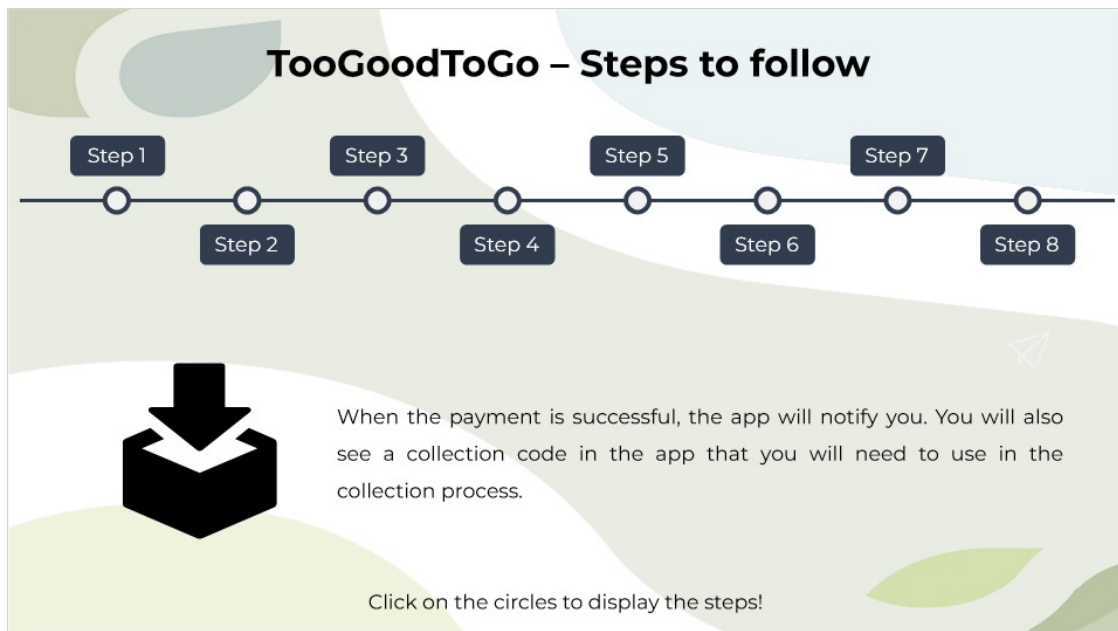 TooGoodToGo – Steps to follow
Step 1
Step 3
Step 5
Step 7
Step 2
Step 4
Step 6
Step 8
When the payment is successful, the app will notify you. You will also
see a collection code in the app that you will need to use in the
collection process.
Click on the circles to display the steps!